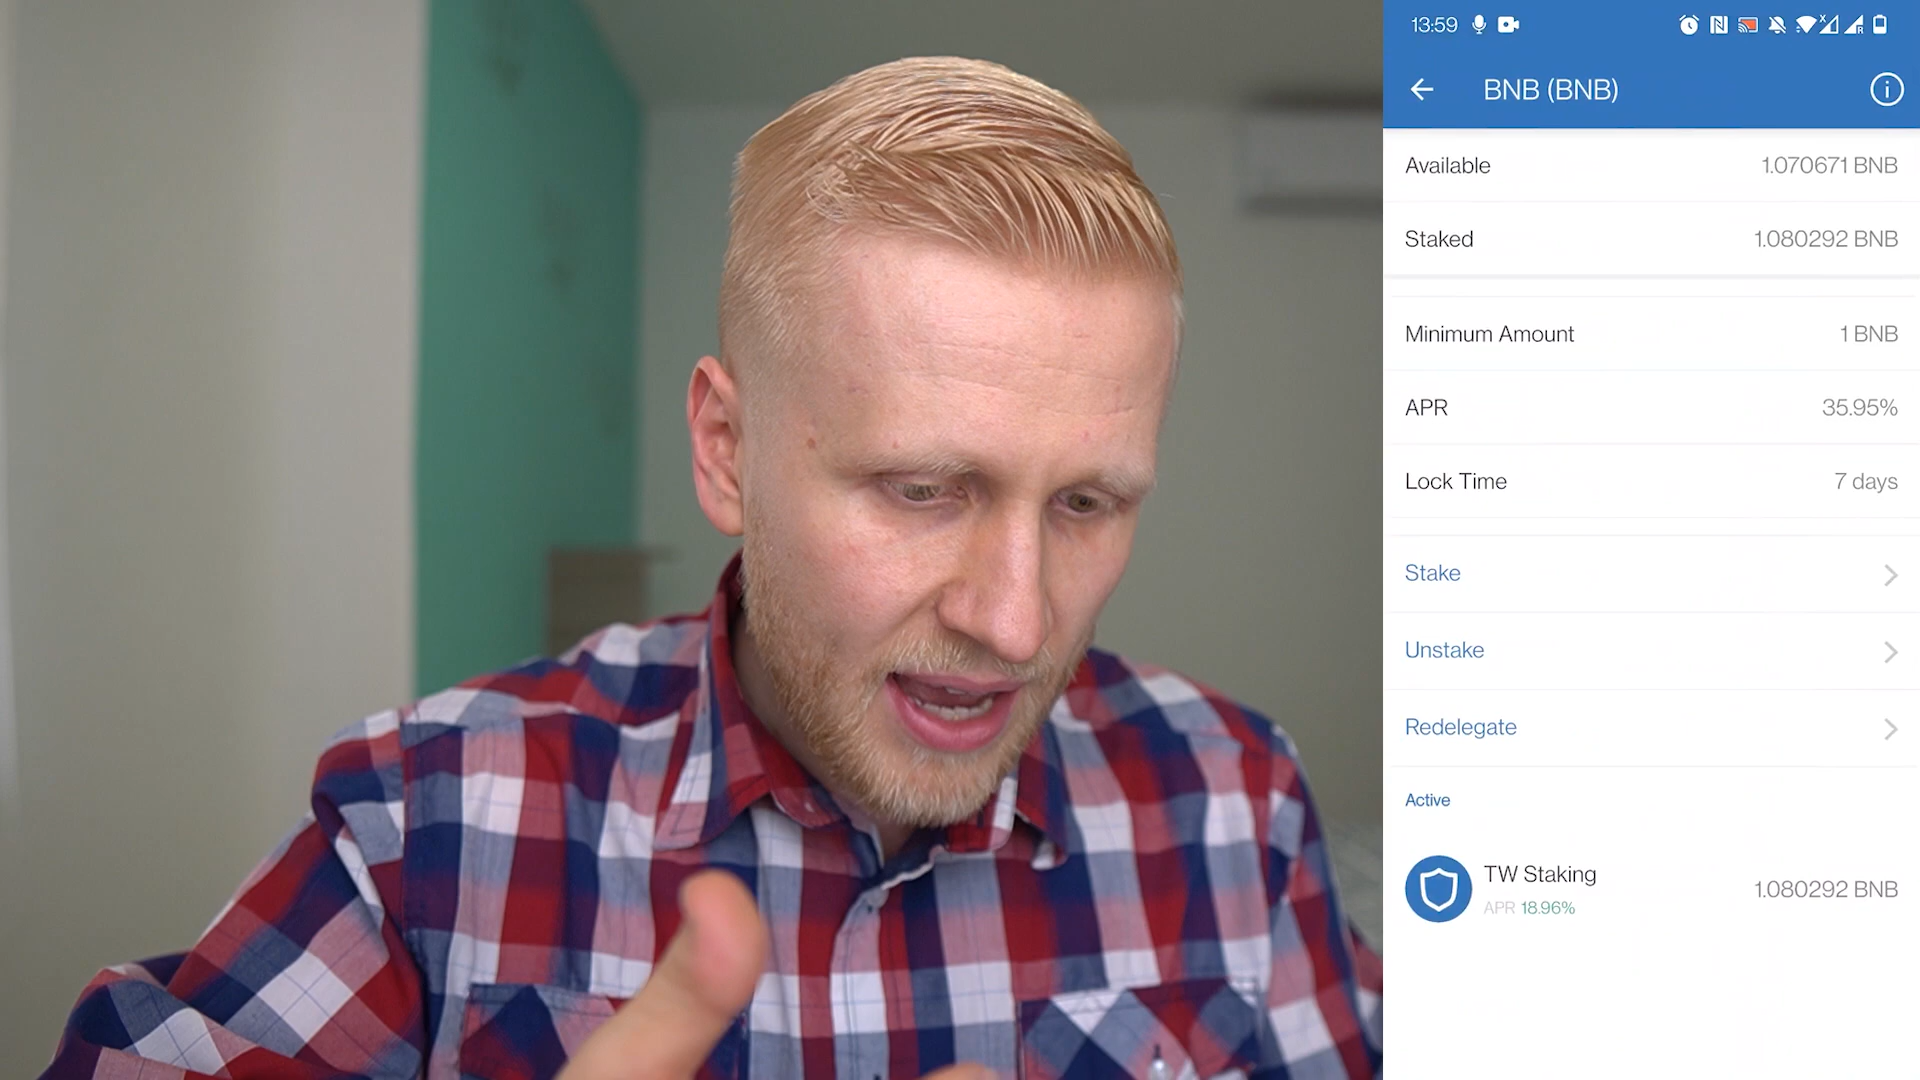 13:59
BNB (BNB)
Available 1.070671 BNB
Staked 1.080292 BNB
Minimum Amount 1 BNB
APR 35.95%
Lock Time 7 days
Stake
Unstake
Redelegate
Active
TW Staking
APR 18.96%
1.080292 BNB